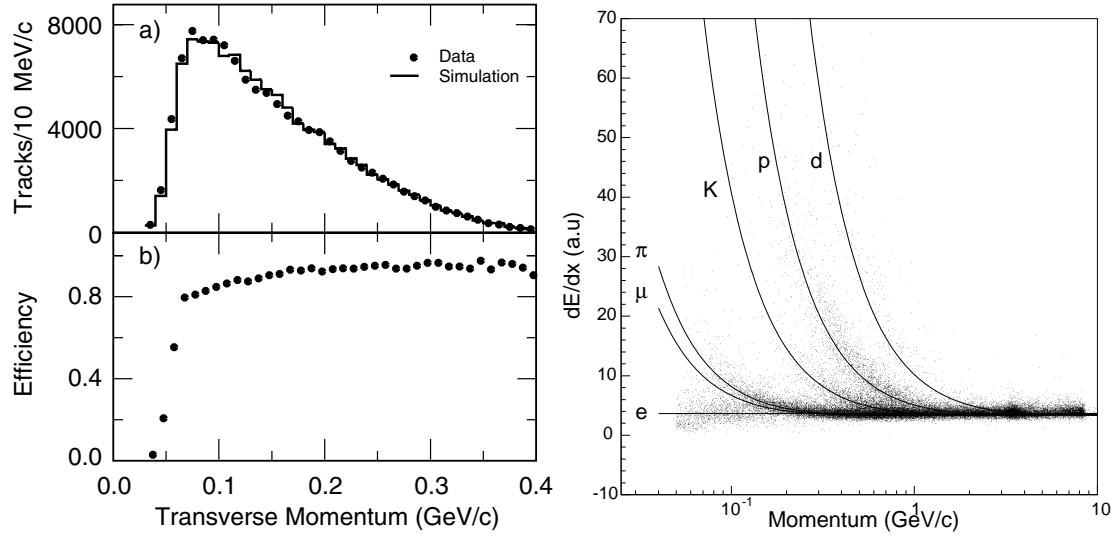 a)
8000
4000
0
Tracks/10 MeV/c
Data
Simulation
b)
0.8
0.4
0.0
Efficiency
0.0 0.1 0.2 0.3 0.4
Transverse Momentum (GeV/c)
70
60
50
40
30
20
10
0
-10
dE/dx (a.u)
π
μ
e
K
p
d
10⁻¹ 1 10
Momentum (GeV/c)